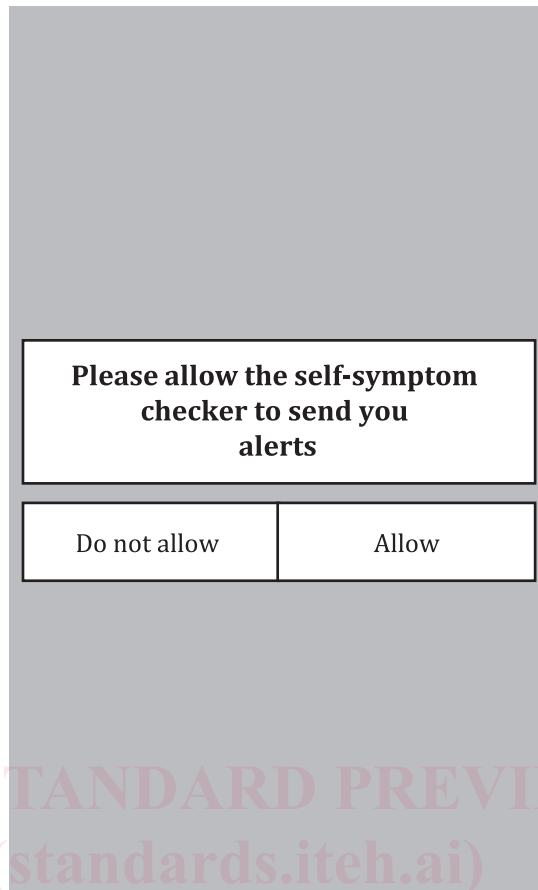 Please allow the self-symptom
checker to send you
alerts
Do not allow
Allow
TANDARD PREVI
(standards.iteh.ai)